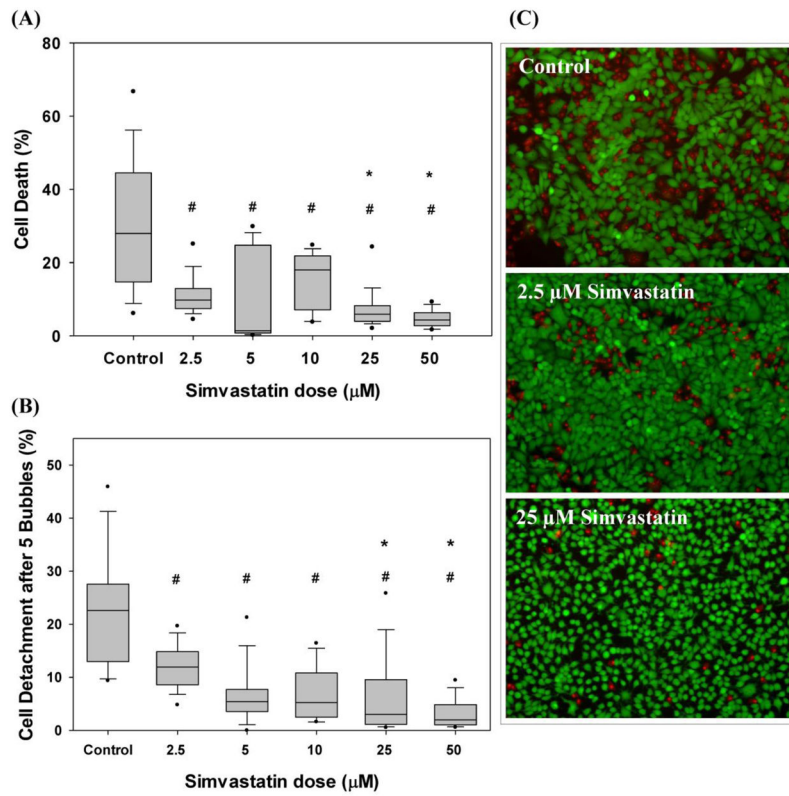 (A)
80
60
40
20
0
Cell Death (%)
# # # * # * #
Control 2.5 5 10 25 50
Simvastatin dose (μM)
(B)
50
40
30
20
10
0
Cell Detachment after 5 Bubbles (%)
# # # * # * #
Control 2.5 5 10 25 50
Simvastatin dose (μM)
(C)
Control
2.5 μM Simvastatin
25 μM Simvastatin